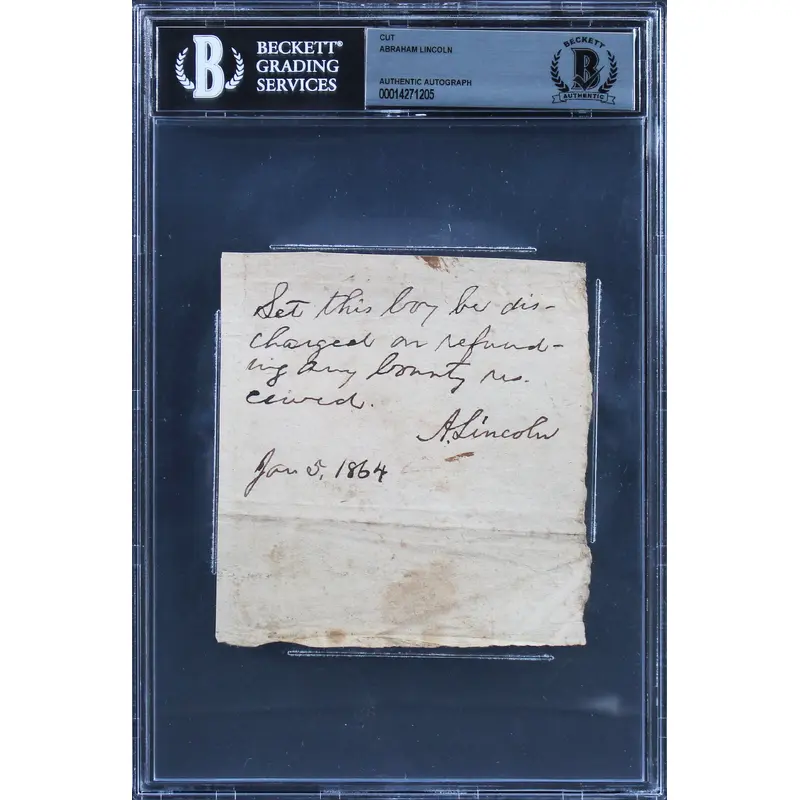 BECKETT®
GRADING
SERVICES
CUT
ABRAHAM LINCOLN
AUTHENTIC AUTOGRAPH
00014271205
BECKETT
B
AUTHENTIC
Let this boy be dis-
charged on refund-
ing any bounty re-
ceived.
A. Lincoln
Jan 5, 1864